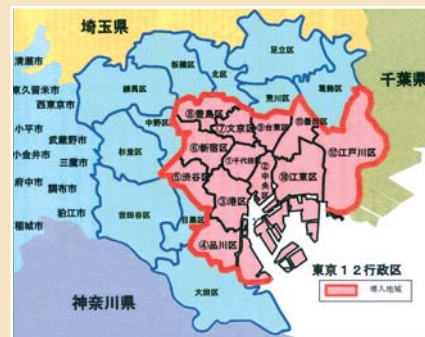 埼玉県
千葉県
神奈川県
清瀬市
東久留米市
西東京市
小平市
武蔵野市
小金井市
三鷹市
府中市
調布市
狛江市
稲城市
板橋区
北区
足立区
練馬区
荒川区
葛飾区
中野区
⑧豊島区
⑦文京区
⑨台東区
⑪墨田区
⑫江戸川区
杉並区
⑥新宿区
①千代田区
②中央区
⑤渋谷区
⑩江東区
③港区
世田谷区
目黒区
④品川区
大田区
東京12行政区
導入地域